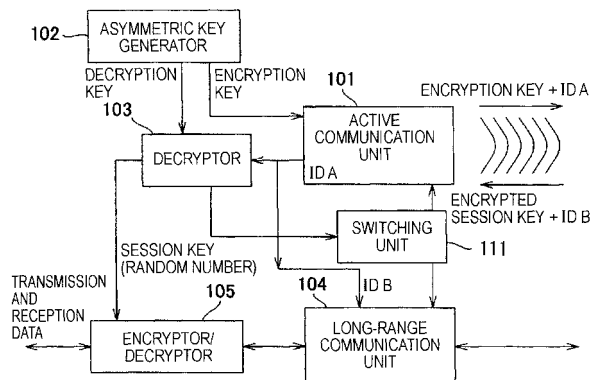 102
ASYMMETRIC KEY
GENERATOR
DECRYPTION
KEY
ENCRYPTION
KEY
101
ENCRYPTION KEY + ID A
103
DECRYPTOR
ACTIVE
COMMUNICATION
UNIT
ID A
ENCRYPTED
SESSION KEY + ID B
SWITCHING
UNIT
111
SESSION KEY
(RANDOM NUMBER)
TRANSMISSION
AND
RECEPTION
DATA
105
104
ID B
ENCRYPTOR/
DECRYPTOR
LONG-RANGE
COMMUNICATION
UNIT